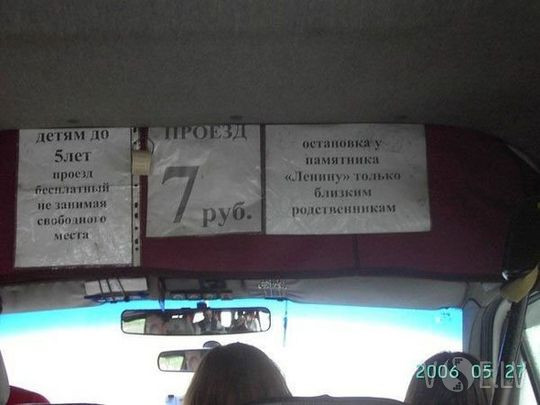 детям до
5лет
проезд
бесплатный
не занимая
свободного
места
ПРОЕЗД
7 руб.
остановка у
памятника
«Ленину» только
близким
родственникам
2006 05 27